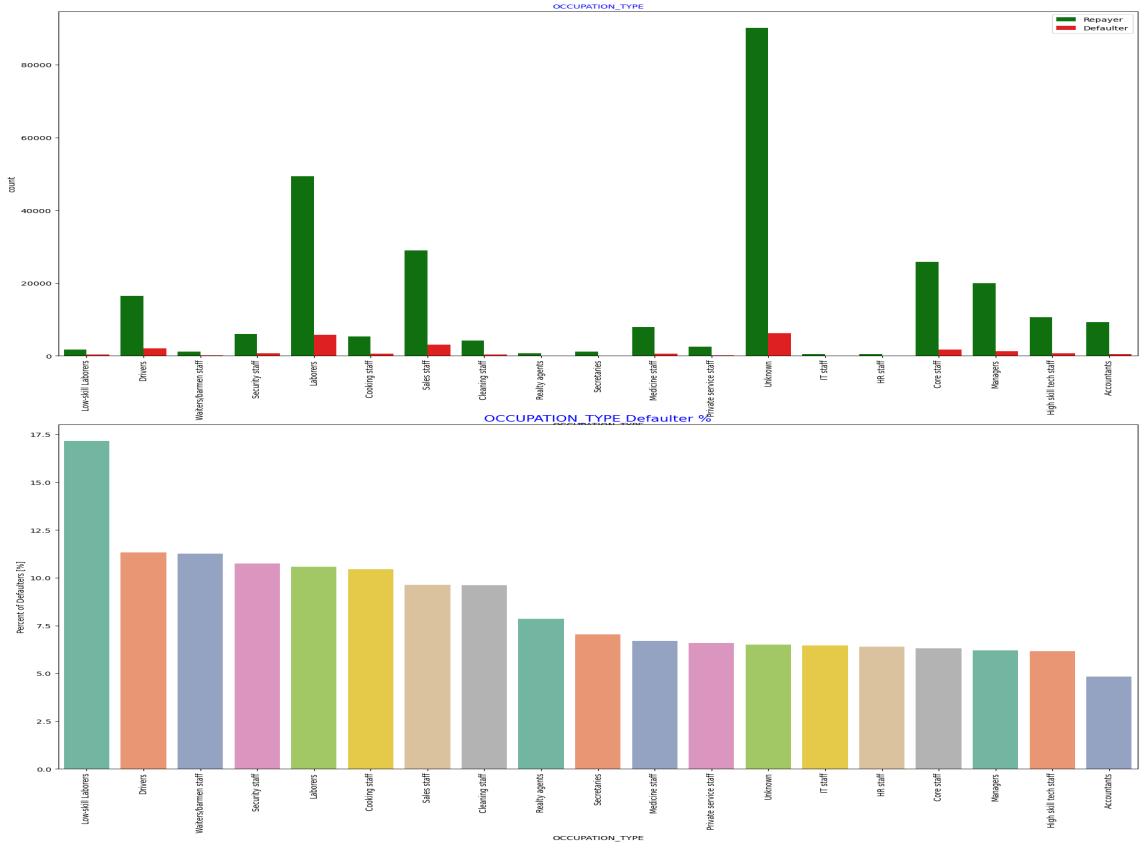 OCCUPATION_TYPE
Repayer
Defaulter
count
80000
60000
40000
20000
0
Low-skill Laborers
Drivers
Waiters/barmen staff
Security staff
Laborers
Cooking staff
Sales staff
Cleaning staff
Realty agents
Secretaries
Medicine staff
Private service staff
Unknown
IT staff
HR staff
Core staff
Managers
High skill tech staff
Accountants
OCCUPATION_TYPE
OCCUPATION_TYPE Defaulter %
Percent of Defaulters [%]
17.5
15.0
12.5
10.0
7.5
5.0
2.5
0.0
Low-skill Laborers
Drivers
Waiters/barmen staff
Security staff
Laborers
Cooking staff
Sales staff
Cleaning staff
Realty agents
Secretaries
Medicine staff
Private service staff
Unknown
IT staff
HR staff
Core staff
Managers
High skill tech staff
Accountants
OCCUPATION_TYPE